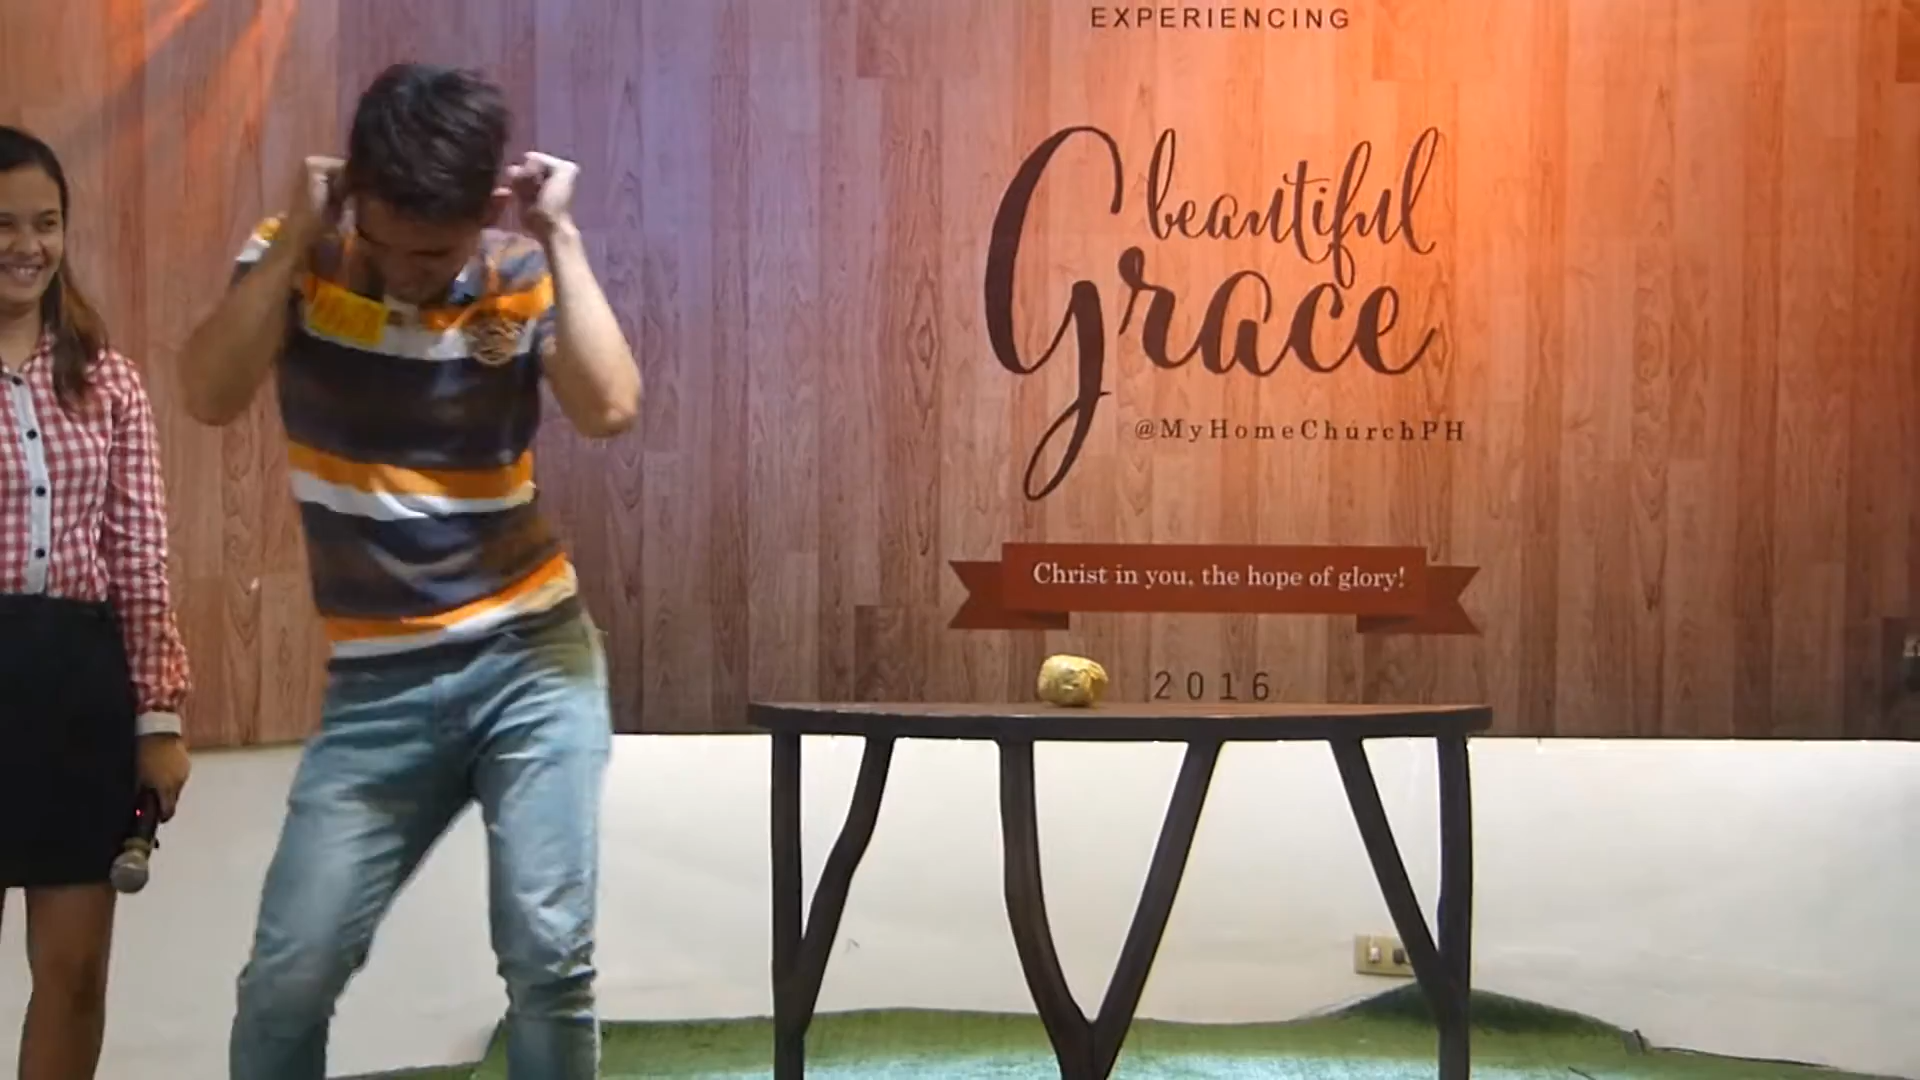 EXPERIENCING
beautiful
Grace
@MyHomeChurchPH
Christ in you, the hope of glory!
2016